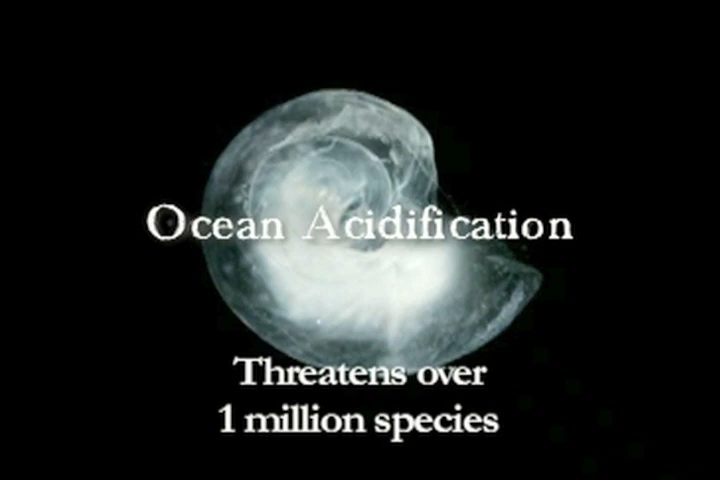 Ocean Acidification
Threatens over
1 million species